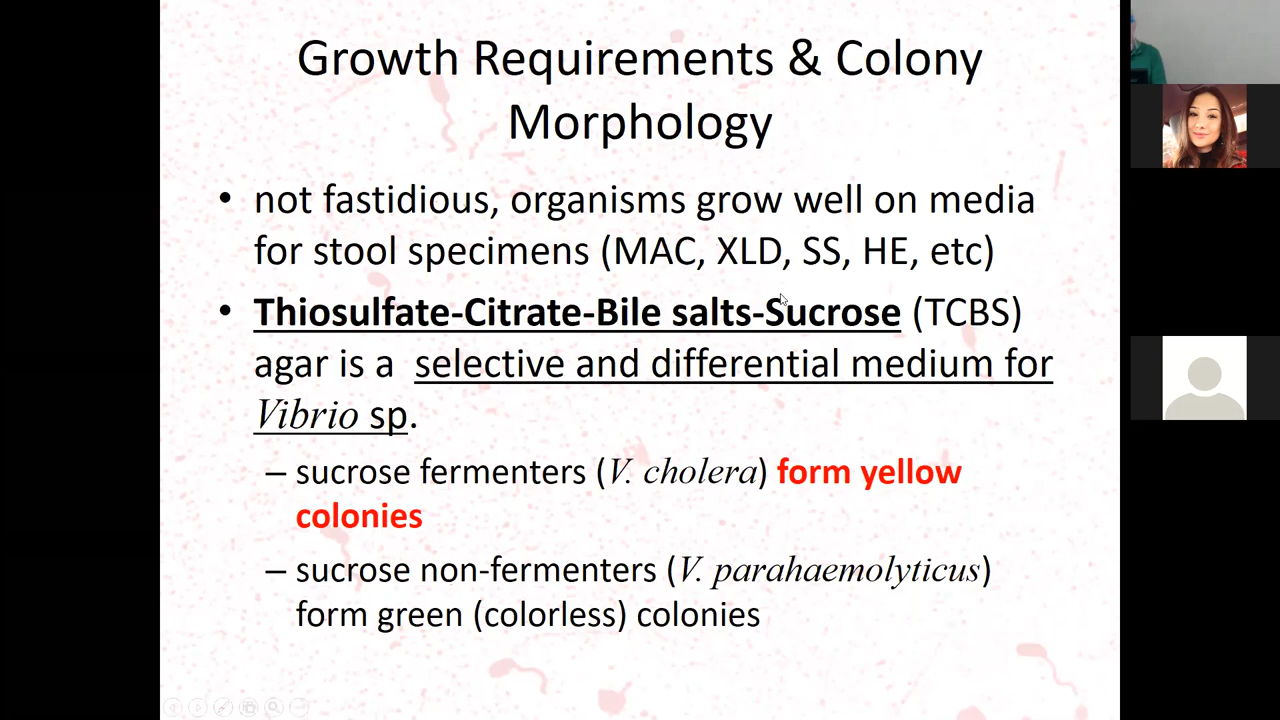 Growth Requirements & Colony
Morphology
• not fastidious, organisms grow well on media
for stool specimens (MAC, XLD, SS, HE, etc)
• Thiosulfate-Citrate-Bile salts-Sucrose (TCBS)
agar is a selective and differential medium for
Vibrio sp.
– sucrose fermenters (V. cholera) form yellow
colonies
– sucrose non-fermenters (V. parahaemolyticus)
form green (colorless) colonies